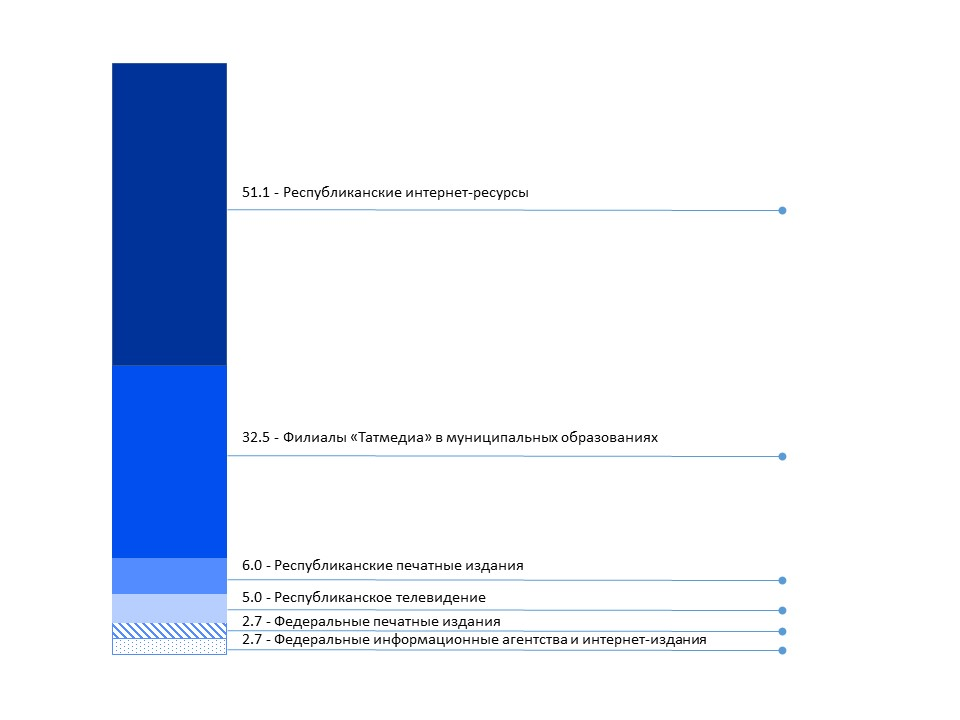 51.1 - Республиканские интернет-ресурсы
32.5 - Филиалы «Татмедиа» в муниципальных образованиях
6.0 - Республиканские печатные издания
5.0 - Республиканское телевидение
2.7 - Федеральные печатные издания
2.7 - Федеральные информационные агентства и интернет-издания